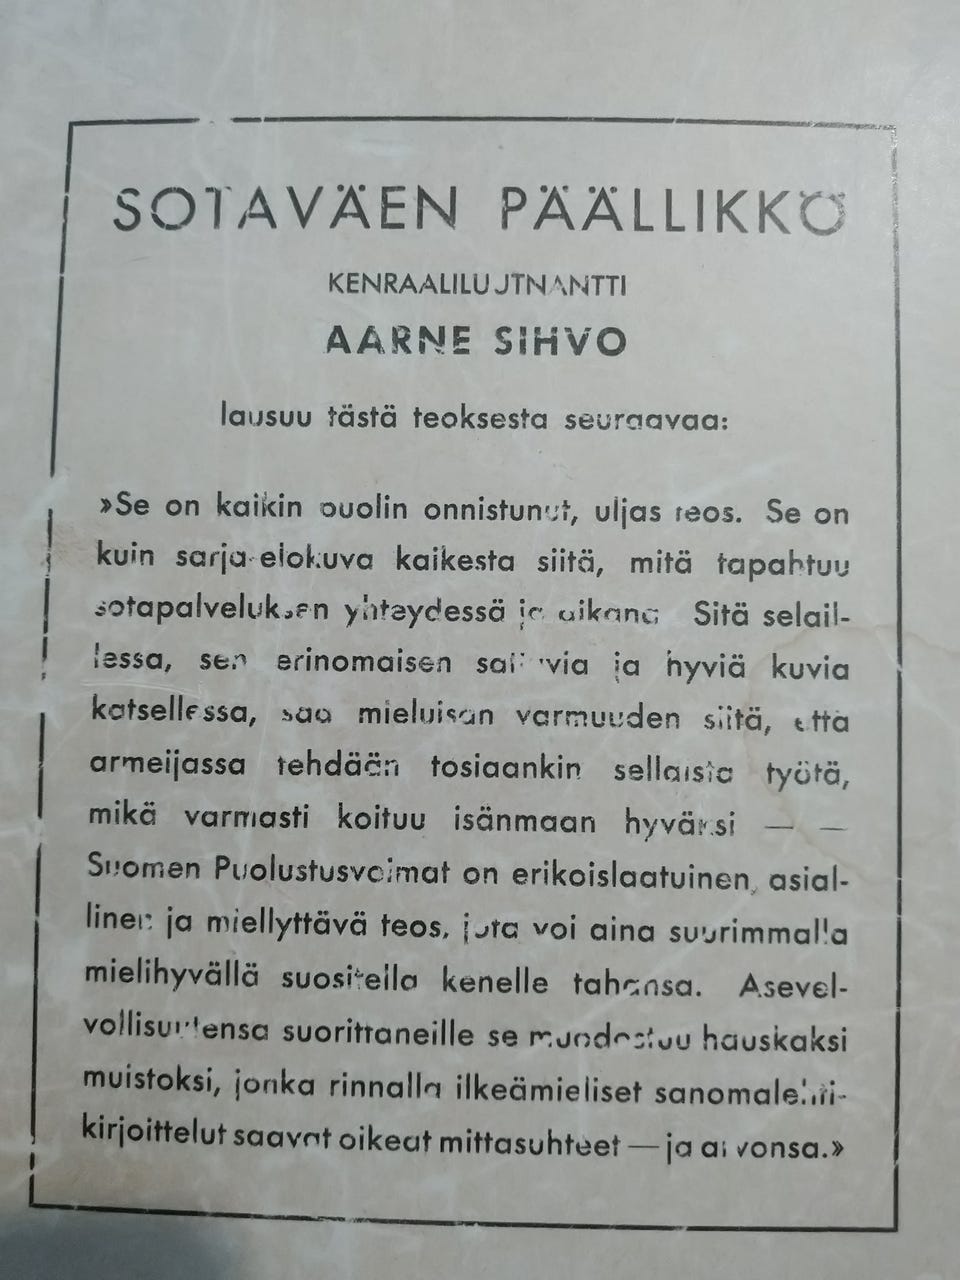 SOTAVÄEN PÄÄLLIKKÖ
KENRAALILUUTNANTTI
AARNE SIHVO
lausuu tästä teoksesta seuraavaa:
»Se on kaikin puolin onnistunut, uljas teos. Se on
kuin sarja-elokuva kaikesta siitä, mitä tapahtuu
sotapalveluksen yhteydessä ja aikana. Sitä selail-
lessa, sen erinomaisen sattuvia ja hyviä kuvia
katsellessa, saa mieluisan varmuuden siitä, että
armeijassa tehdään tosiaankin sellaista työtä,
mikä varmasti koituu isänmaan hyväksi — —
Suomen Puolustusvoimat on erikoislaatuinen, asial-
linen ja miellyttävä teos, jota voi aina suurimmalla
mielihyvällä suositella kenelle tahansa. Asevel-
vollisuutensa suorittaneille se muodostuu hauskaksi
muistoksi, jonka rinnalla ilkeämieliset sanomalehti-
kirjoittelut saavat oikeat mittasuhteet — ja arvonsa.»